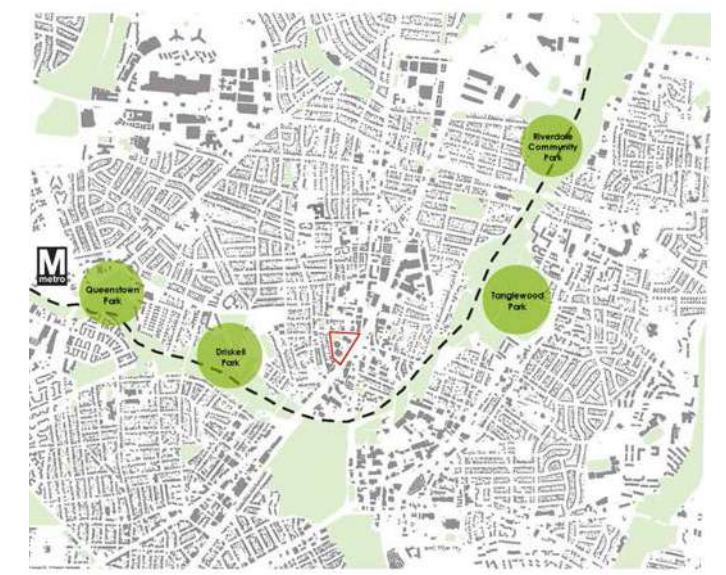 Riverdale
Community
Park
M
metro
Queenstown
Park
Tanglewood
Park
Driskell
Park